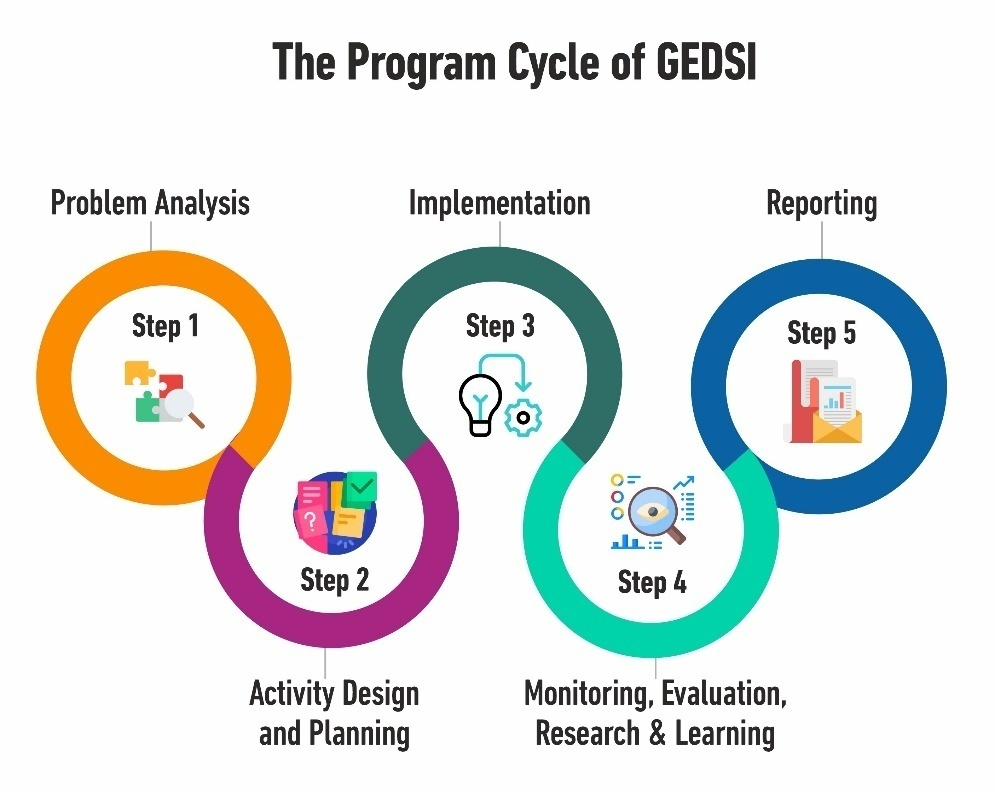 The Program Cycle of GEDSI
Problem Analysis
Step 1
Step 2
Activity Design
and Planning
Implementation
Step 3
Step 4
Monitoring, Evaluation,
Research & Learning
Reporting
Step 5
?